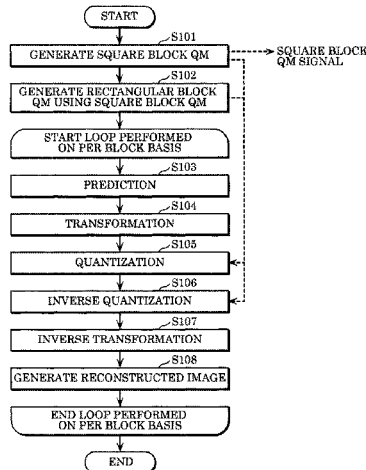 START
S101
GENERATE SQUARE BLOCK QM
SQUARE BLOCK
QM SIGNAL
S102
GENERATE RECTANGULAR BLOCK
QM USING SQUARE BLOCK QM
START LOOP PERFORMED
ON PER BLOCK BASIS
S103
PREDICTION
S104
TRANSFORMATION
S105
QUANTIZATION
S106
INVERSE QUANTIZATION
S107
INVERSE TRANSFORMATION
S108
GENERATE RECONSTRUCTED IMAGE
END LOOP PERFORMED
ON PER BLOCK BASIS
END